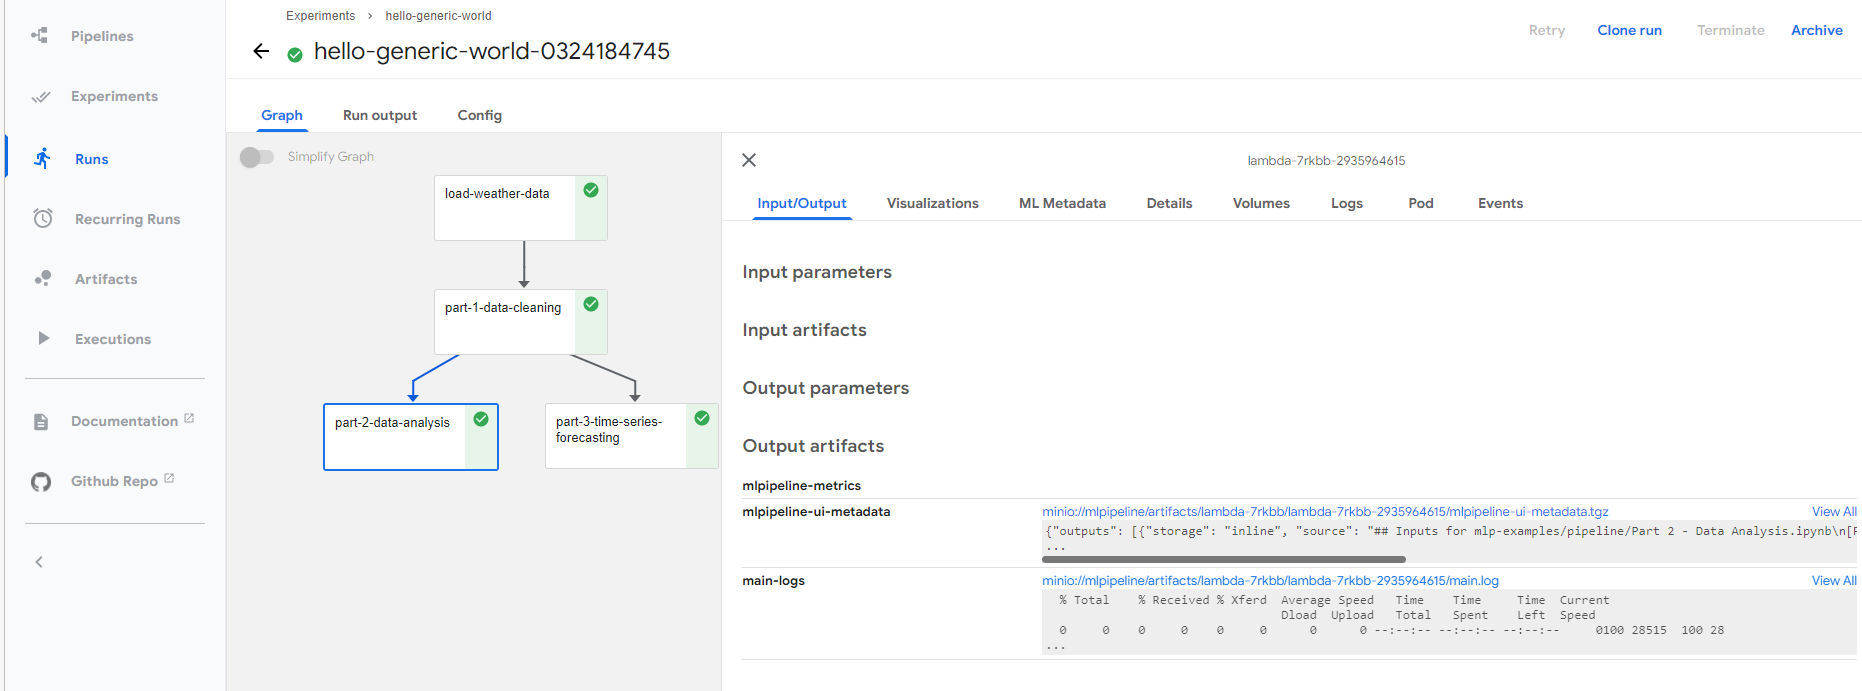 Pipelines
Experiments
Runs
Recurring Runs
Artifacts
Executions
Documentation
Github Repo
Experiments › hello-generic-world
hello-generic-world-0324184745
Retry Clone run Terminate Archive
Graph Run output Config
Simplify Graph
load-weather-data
part-1-data-cleaning
part-2-data-analysis
part-3-time-series-
forecasting
lambda-7rkbb-2935964615
Input/Output Visualizations ML Metadata Details Volumes Logs Pod Events
Input parameters
Input artifacts
Output parameters
Output artifacts
mlpipeline-metrics
mlpipeline-ui-metadata minio://mlpipeline/artifacts/lambda-7rkbb/lambda-7rkbb-2935964615/mlpipeline-ui-metadata.tgz View All
{"outputs": [{"storage": "inline", "source": "## Inputs for mlp-examples/pipeline/Part 2 - Data Analysis.ipynb\n[
...
main-logs minio://mlpipeline/artifacts/lambda-7rkbb/lambda-7rkbb-2935964615/main.log View All
% Total % Received % Xferd Average Speed Time Time Time Current
Dload Upload Total Spent Left Speed
0 0 0 0 0 0 0 0 --:--:-- --:--:-- --:--:-- 0100 28515 100 28
...